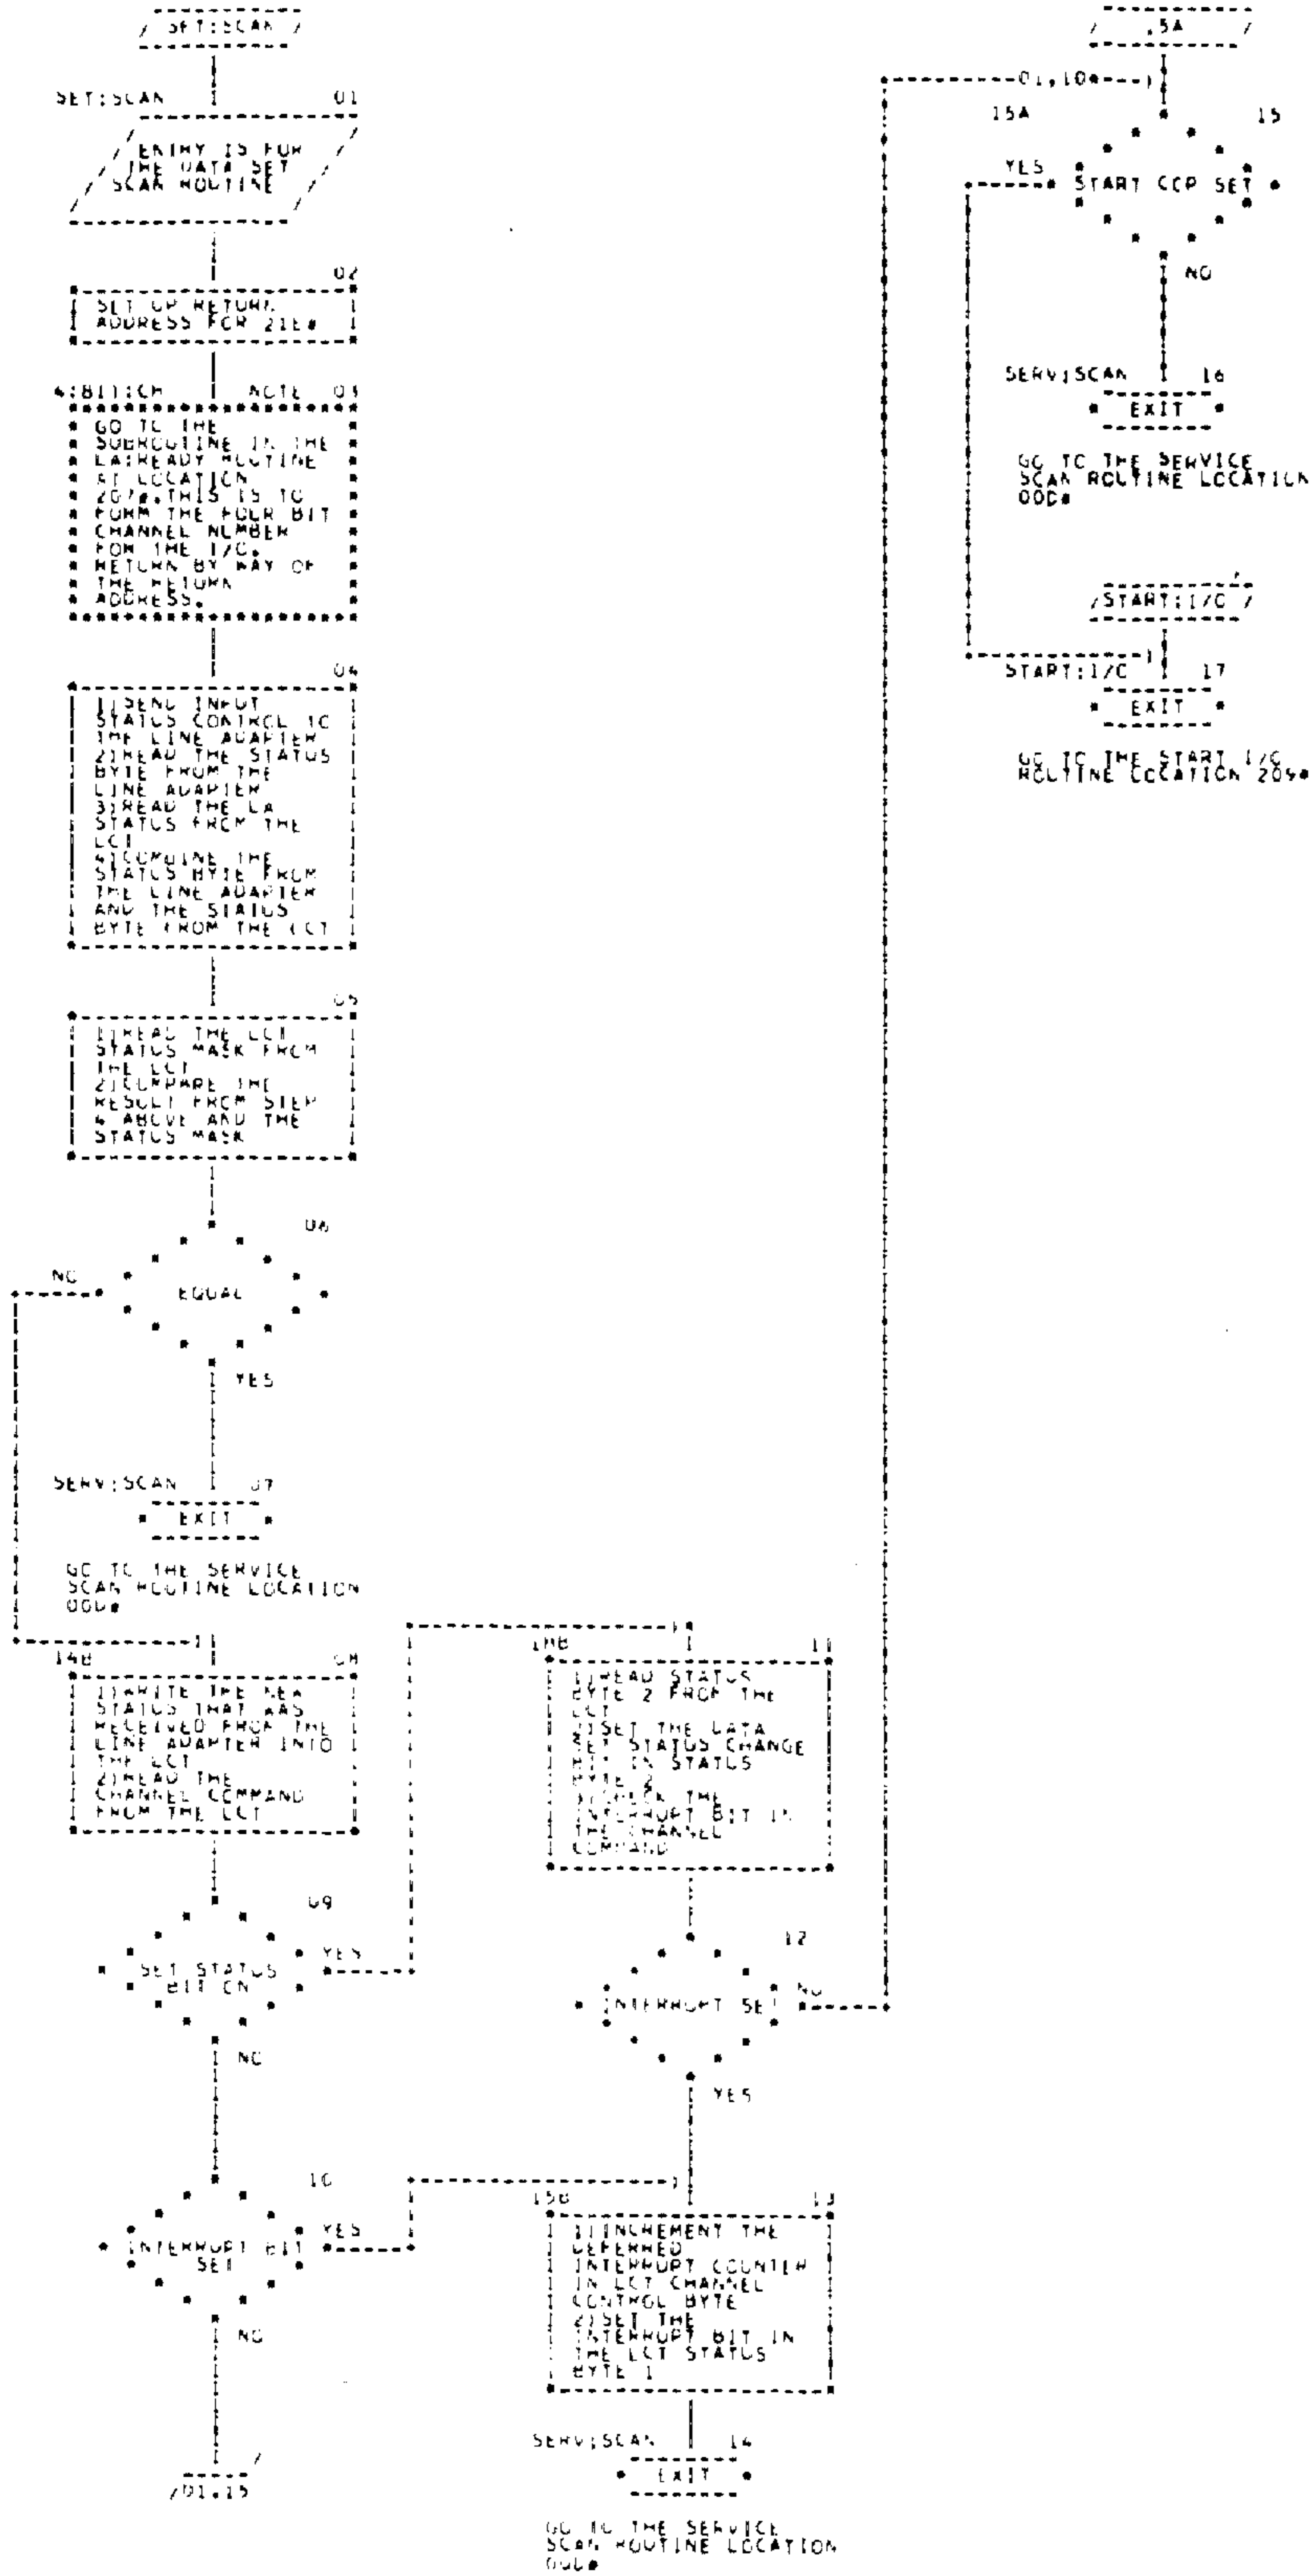 SET:SCAN
SET:SCAN 01
ENTRY IS FOR
THE DATA SET
SCAN ROUTINE
02
SET UP RETURN
ADDRESS FOR 21E#
4:BIT:CH NOTE 03
GO TO THE
SUBROUTINE IN THE
LA:READY ROUTINE
AT LOCATION
207#.THIS IS TO
FORM THE FOUR BIT
CHANNEL NUMBER
FOR THE I/C.
RETURN BY WAY OF
THE RETURN
ADDRESS.
04
1)SEND INPUT
STATUS CONTROL TO
THE LINE ADAPTER
2)READ THE STATUS
BYTE FROM THE
LINE ADAPTER
3)READ THE LA
STATUS FROM THE
LCT
4)COMBINE THE
STATUS BYTE FROM
THE LINE ADAPTER
AND THE STATUS
BYTE FROM THE LCT
05
1)READ THE LCT
STATUS MASK FROM
THE LCT
2)COMPARE THE
RESULT FROM STEP
4 ABOVE AND THE
STATUS MASK
06
NO
EQUAL
YES
SERV:SCAN 07
EXIT
GO TO THE SERVICE
SCAN ROUTINE LOCATION
00D#
14B 08
1)WRITE THE NEW
STATUS THAT WAS
RECEIVED FROM THE
LINE ADAPTER INTO
THE LCT
2)READ THE
CHANNEL COMMAND
FROM THE LCT
09
YES
SET STATUS
BIT ON
NO
10
YES
INTERRUPT BIT
SET
NO
/01.15
11
1)READ STATUS
BYTE 2 FROM THE
LCT
2)SET THE DATA
SET STATUS CHANGE
BIT IN STATUS
BYTE 2
3)CHECK THE
INTERRUPT BIT IN
THE CHANNEL
COMMAND
12
NO
INTERRUPT SET
YES
15B 13
1)INCREMENT THE
DEFERRED
INTERRUPT COUNTER
IN LCT CHANNEL
CONTROL BYTE
2)SET THE
INTERRUPT BIT IN
THE LCT STATUS
BYTE 1
SERV:SCAN 14
EXIT
GO TO THE SERVICE
SCAN ROUTINE LOCATION
00D#
.5A
01.10
15A 15
YES
START CCP SET
NO
SERV:SCAN 16
EXIT
GO TO THE SERVICE
SCAN ROUTINE LOCATION
00D#
START:I/C
START:I/C 17
EXIT
GO TO THE START I/C
ROUTINE LOCATION 209#